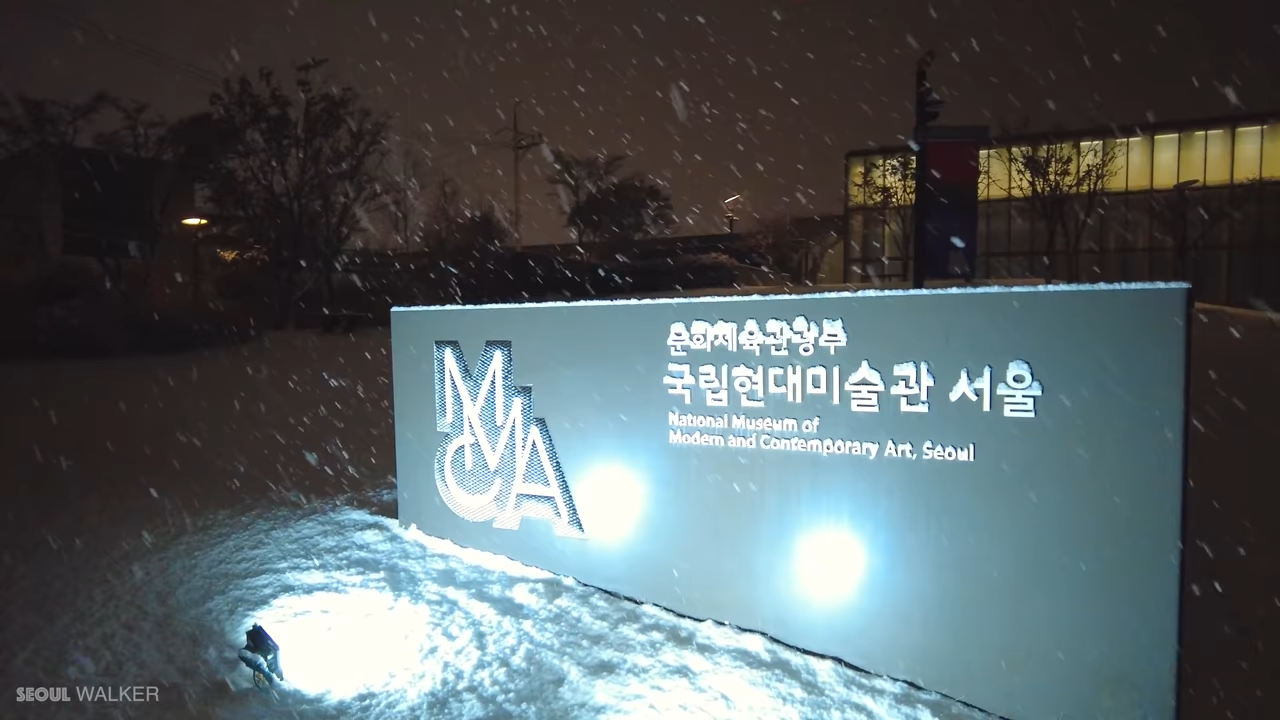 MMCA
문화체육관광부
국립현대미술관 서울
National Museum of
Modern and Contemporary Art, Seoul
SEOUL WALKER